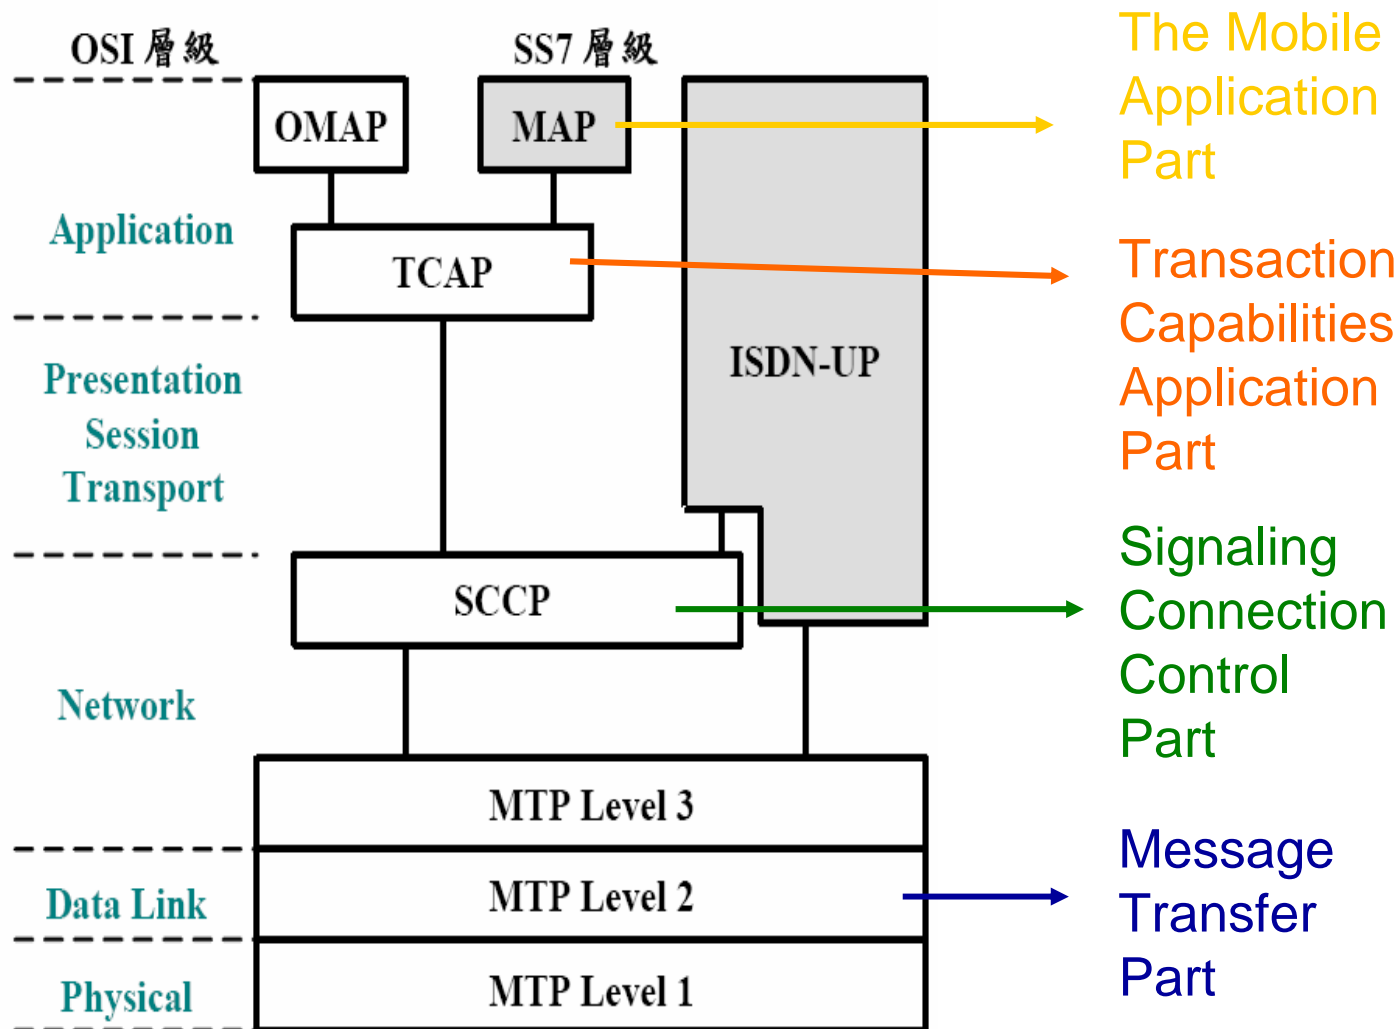 OSI 層級
SS7 層級
OMAP
MAP
The Mobile
Application
Part
Application
TCAP
Transaction
Capabilities
Application
Part
Presentation
Session
Transport
ISDN-UP
SCCP
Signaling
Connection
Control
Part
Network
MTP Level 3
Data Link
MTP Level 2
Message
Transfer
Part
Physical
MTP Level 1